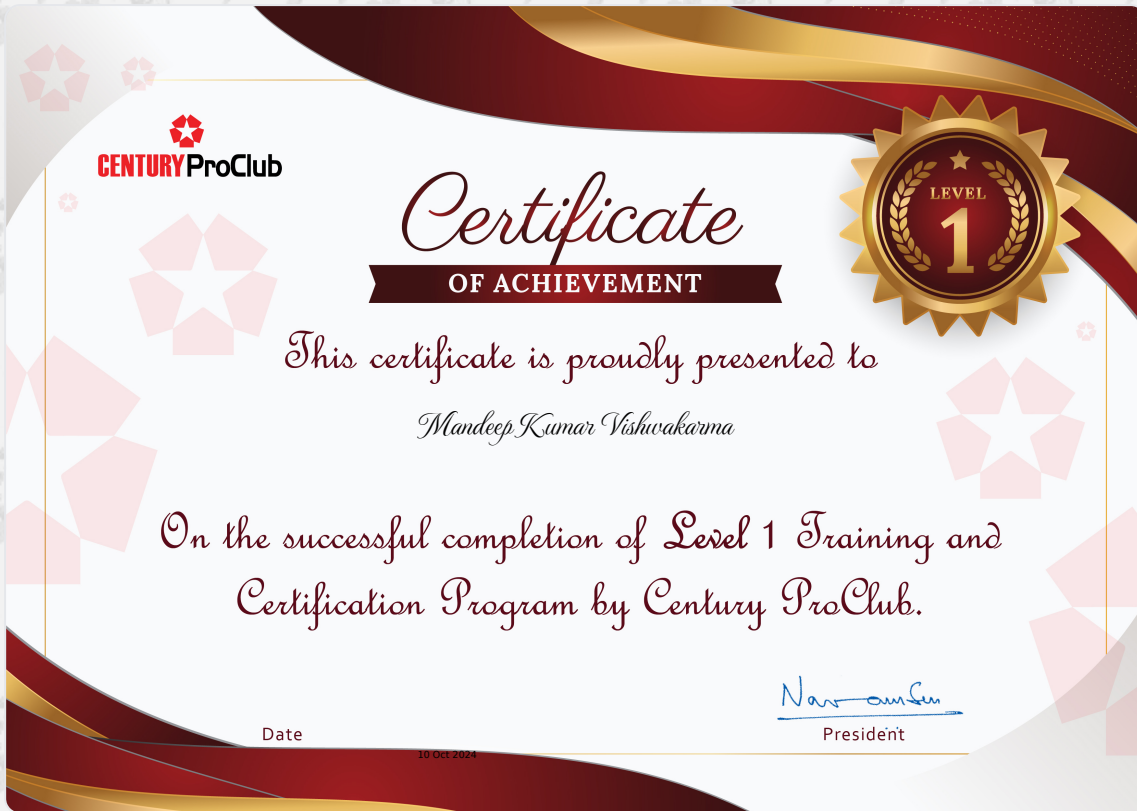 CENTURY ProClub
LEVEL
1
Certificate
OF ACHIEVEMENT
This certificate is proudly presented to
Mandeep Kumar Vishwakarma
On the successful completion of Level 1 Training and
Certification Program by Century ProClub.
Date
President
10 Oct 2024